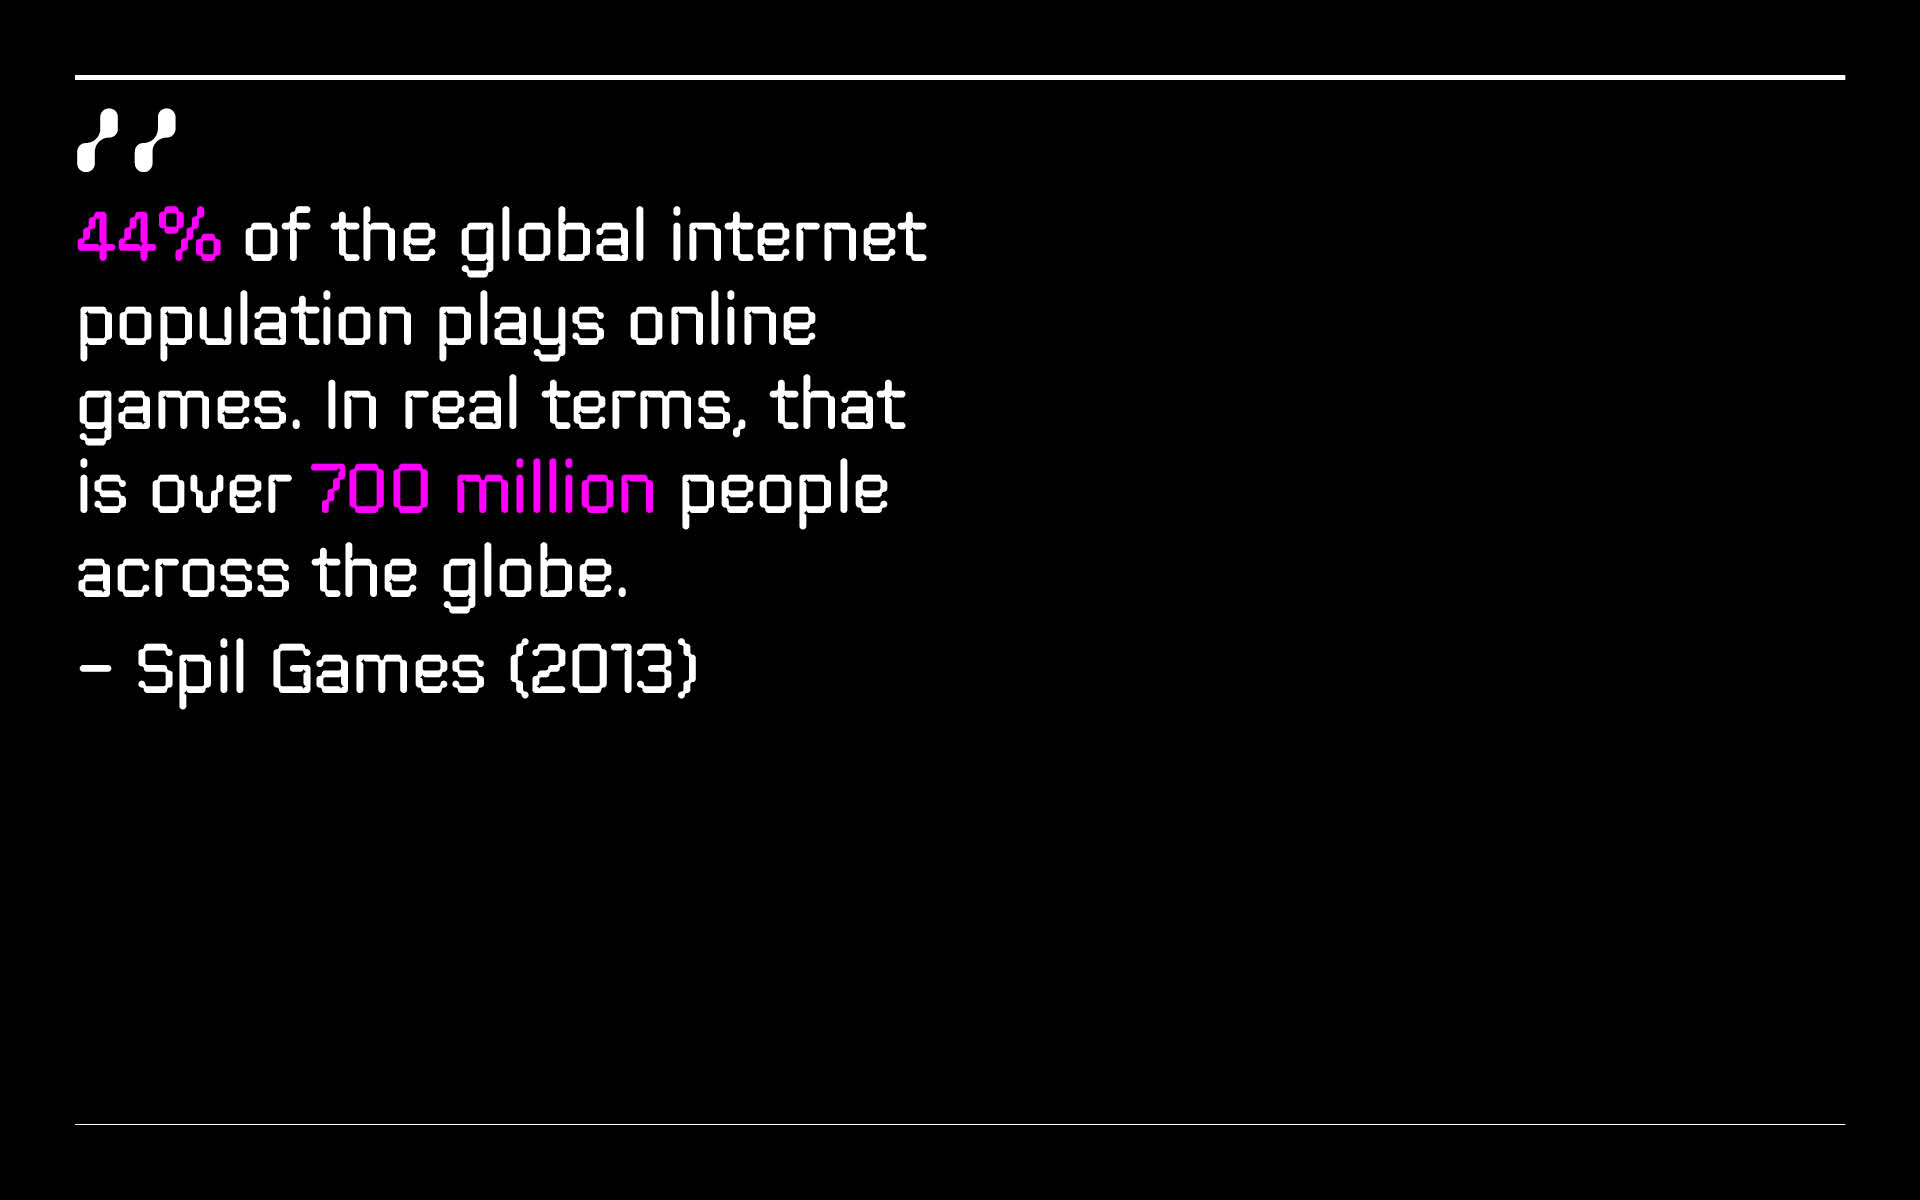 "
44% of the global internet
population plays online
games. In real terms, that
is over 700 million people
across the globe.
– Spil Games (2013)